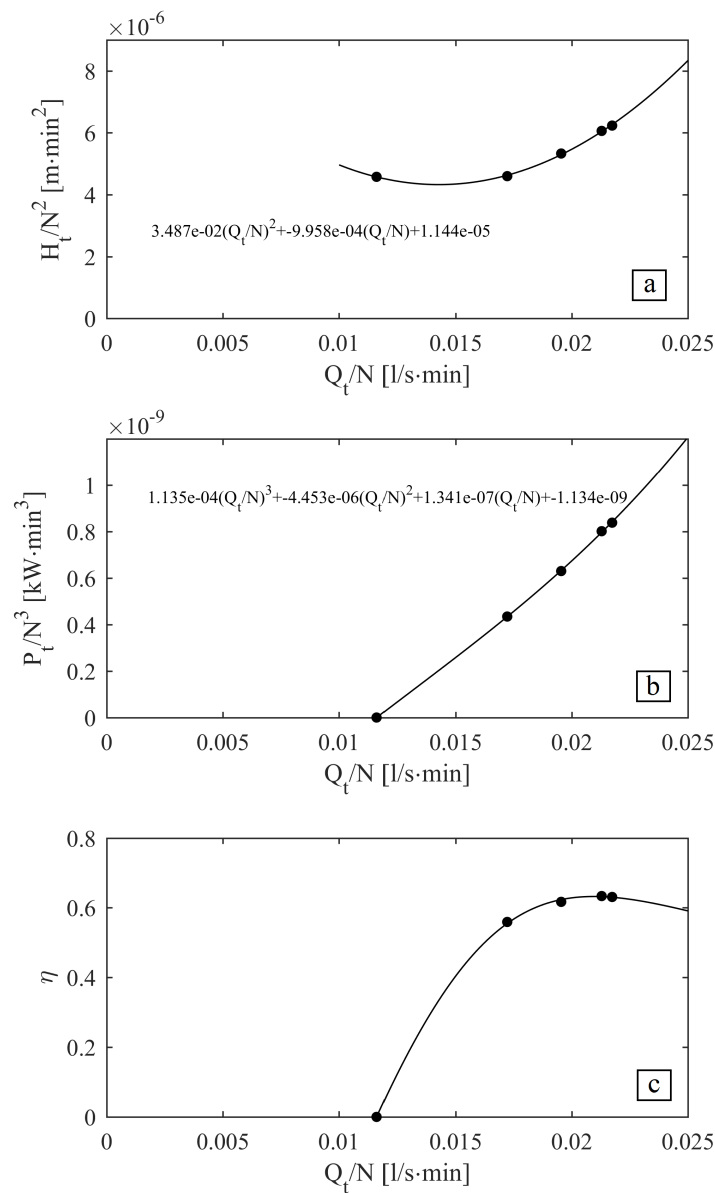 ×10⁻⁶
8
6
4
2
0
Hₜ/N² [m·min²]
3.487e-02(Qₜ/N)²+-9.958e-04(Qₜ/N)+1.144e-05
a
0 0.005 0.01 0.015 0.02 0.025
Qₜ/N [l/s·min]
×10⁻⁹
1
0.8
0.6
0.4
0.2
0
Pₜ/N³ [kW·min³]
1.135e-04(Qₜ/N)³+-4.453e-06(Qₜ/N)²+1.341e-07(Qₜ/N)+-1.134e-09
b
0 0.005 0.01 0.015 0.02 0.025
Qₜ/N [l/s·min]
0.8
0.6
0.4
0.2
0
η
c
0 0.005 0.01 0.015 0.02 0.025
Qₜ/N [l/s·min]